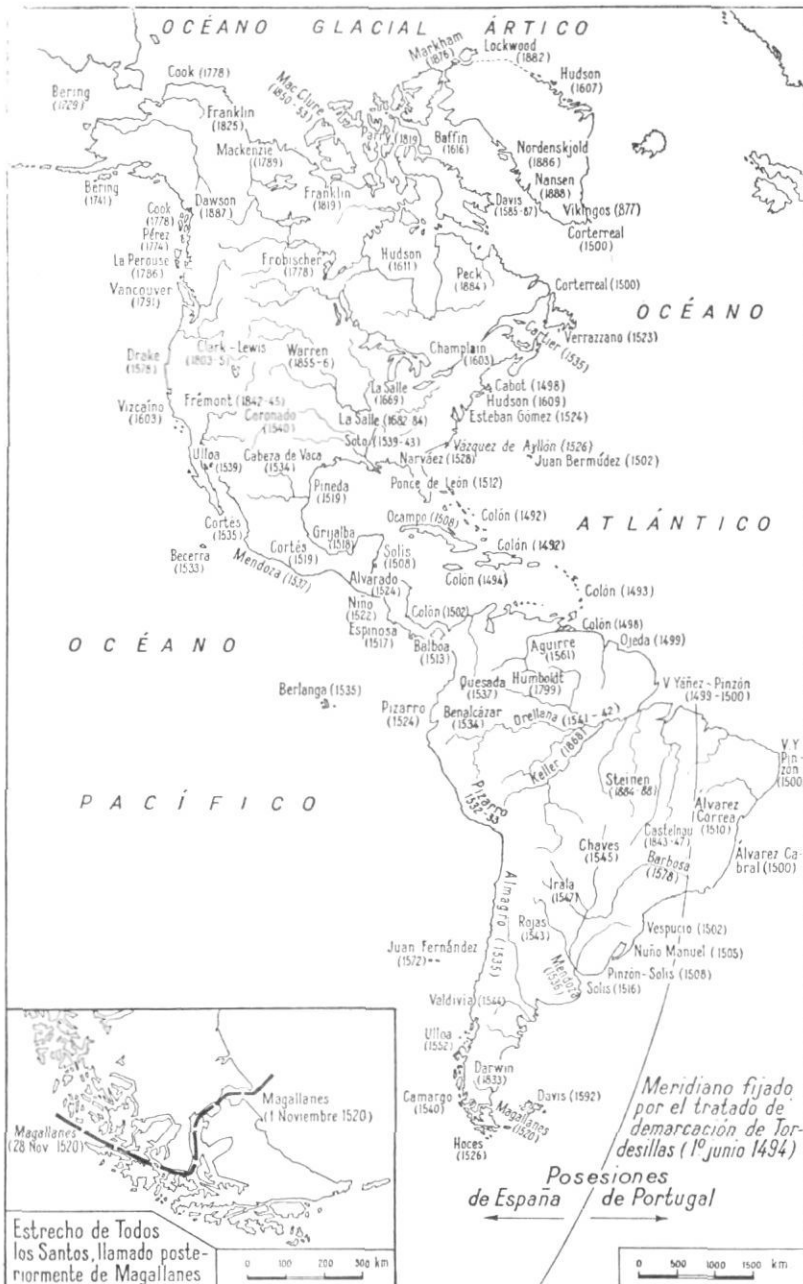 OCÉANO GLACIAL ÁRTICO
Markham
(1876)
Lockwood
(1882)
Hudson
(1607)
Cook (1778)
Bering
(1729)
Mac Clure
(1850-53)
Franklin
(1825)
Parry (1819)
Baffin
(1616)
Mackenzie
(1789)
Nordenskjold
(1886)
Nansen
(1888)
Bering
(1741)
Dawson
(1887)
Franklin
(1819)
Davis
(1585-87)
Vikingos (877)
Corterreal
(1500)
Cook
(1778)
Pérez
(1774)
La Perouse
(1786)
Vancouver
(1791)
Frobischer
(1778)
Hudson
(1611)
Peck
(1884)
Corterreal (1500)
OCÉANO
Verrazzano (1523)
Cartier
(1535)
Drake
(1578)
Clark-Lewis
(1803-5)
Warren
(1855-6)
Champlain
(1603)
La Salle
(1669)
Cabot (1498)
Hudson (1609)
Esteban Gómez (1524)
Vizcaíno
(1603)
Frémont (1842-45)
Coronado
(1540)
La Salle (1682-84)
Soto (1539-43)
Vázquez de Ayllón (1526)
Juan Bermúdez (1502)
Ulloa
(1539)
Cabeza de Vaca
(1534)
Narváez
(1528)
Pineda
(1519)
Ponce de León (1512)
Ocampo (1508)
Colón (1492)
ATLÁNTICO
Cortés
(1535)
Grijalba
(1518)
Colón (1492)
Becerra
(1533)
Mendoza (1537)
Cortés
(1519)
Solis
(1508)
Colón (1494)
Alvarado
(1524)
Colón (1493)
Niño
(1522)
Colón (1502)
Espinosa
(1517)
Colón (1498)
Balboa
(1513)
Aguirre
(1561)
Ojeda (1499)
OCÉANO
Quesada
(1537)
Humboldt
(1799)
V Yáñez-Pinzón
(1499-1500)
Berlanga (1535)
Pizarro
(1524)
Benalcázar
(1534)
Orellana (1541-42)
Keller (1868)
V.Y
Pin-
zón
(1500)
Steinen
(1884-88)
Pizarro
1532-33
PACÍFICO
Álvarez
Correa
(1510)
Castelnau
(1843-47)
Chaves
(1545)
Barbosa
(1578)
Álvarez Ca-
bral (1500)
Almagro (1535)
Irala
(1547)
Rojas
(1543)
Vespucio (1502)
Juan Fernández
(1572)
Nuño Manuel (1505)
Mendoza
(1536)
Pinzón-Solis (1508)
Solis (1516)
Valdivia (1544)
Ulloa
(1552)
Darwin
(1833)
Camargo
(1540)
Davis (1592)
Magallanes
(1520)
Hoces
(1526)
Meridiano fijado
por el tratado de
demarcación de Tor-
desillas (1º junio 1494)
Posesiones
de España de Portugal
0 500 1000 1500 km
Magallanes
(1 Noviembre 1520)
Magallanes
(28 Nov 1520)
Estrecho de Todos
los Santos, llamado poste-
riormente de Magallanes
0 100 200 300 km